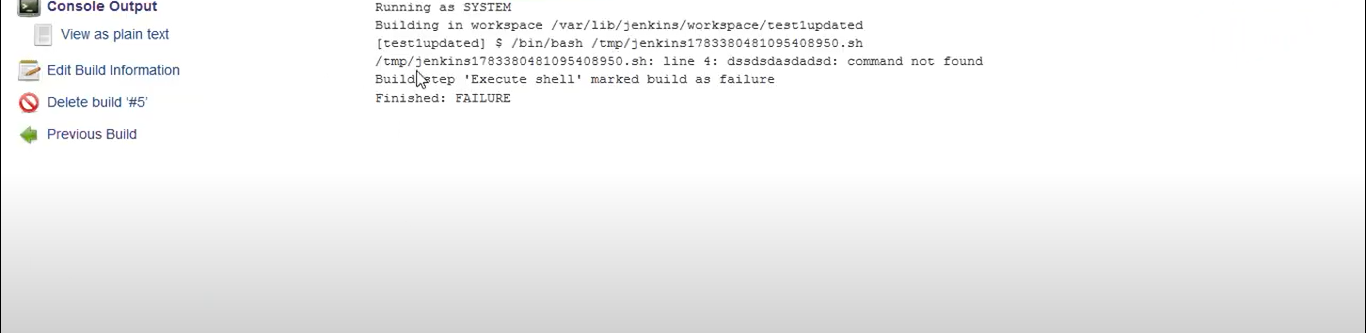 Console Output
View as plain text
Edit Build Information
Delete build '#5'
Previous Build
Running as SYSTEM
Building in workspace /var/lib/jenkins/workspace/test1updated
[test1updated] $ /bin/bash /tmp/jenkins1783380481095408950.sh
/tmp/jenkins1783380481095408950.sh: line 4: dssdsdasdadsd: command not found
Build step 'Execute shell' marked build as failure
Finished: FAILURE